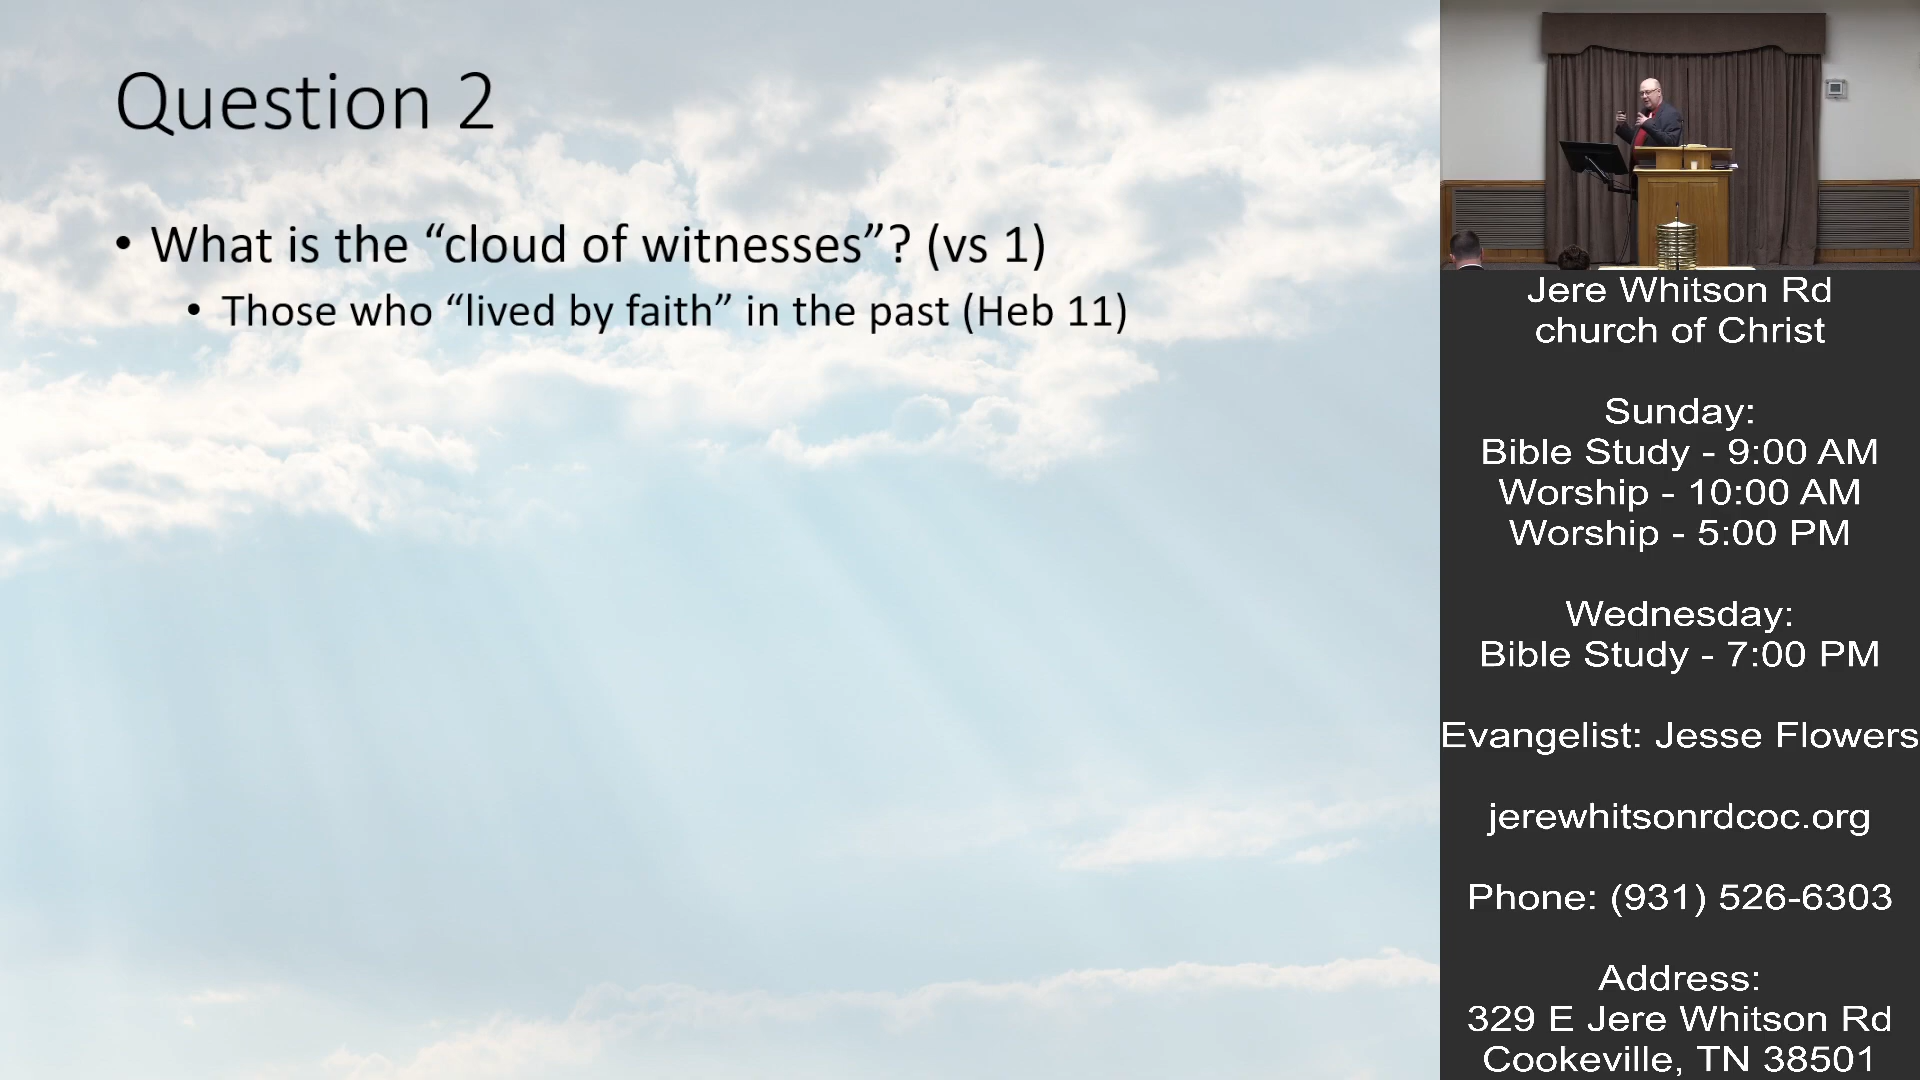 Question 2
• What is the “cloud of witnesses”? (vs 1)
• Those who “lived by faith” in the past (Heb 11)
Jere Whitson Rd
church of Christ
Sunday:
Bible Study - 9:00 AM
Worship - 10:00 AM
Worship - 5:00 PM
Wednesday:
Bible Study - 7:00 PM
Evangelist: Jesse Flowers
jerewhitsonrdcoc.org
Phone: (931) 526-6303
Address:
329 E Jere Whitson Rd
Cookeville, TN 38501